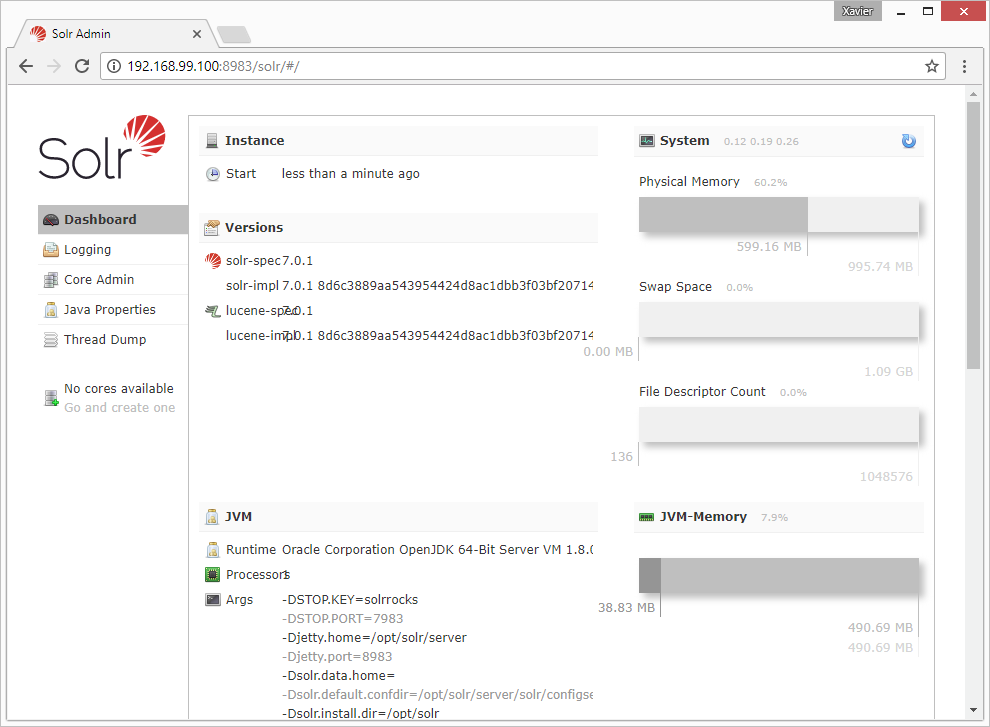 Xavier
Solr Admin
192.168.99.100:8983/solr/#/
Solr
Dashboard
Logging
Core Admin
Java Properties
Thread Dump
No cores available
Go and create one
Instance
Start less than a minute ago
Versions
solr-spec 7.0.1
solr-impl 7.0.1 8d6c3889aa543954424d8ac1dbb3f03bf20714
lucene-spec 7.0.1
lucene-impl 7.0.1 8d6c3889aa543954424d8ac1dbb3f03bf20714
System 0.12 0.19 0.26
Physical Memory 60.2%
599.16 MB
995.74 MB
Swap Space 0.0%
0.00 MB
1.09 GB
File Descriptor Count 0.0%
136
1048576
JVM
Runtime Oracle Corporation OpenJDK 64-Bit Server VM 1.8.0
Processors 1
Args -DSTOP.KEY=solrrocks
-DSTOP.PORT=7983
-Djetty.home=/opt/solr/server
-Djetty.port=8983
-Dsolr.data.home=
-Dsolr.default.confdir=/opt/solr/server/solr/configse
-Dsolr.install.dir=/opt/solr
JVM-Memory 7.9%
38.83 MB
490.69 MB
490.69 MB